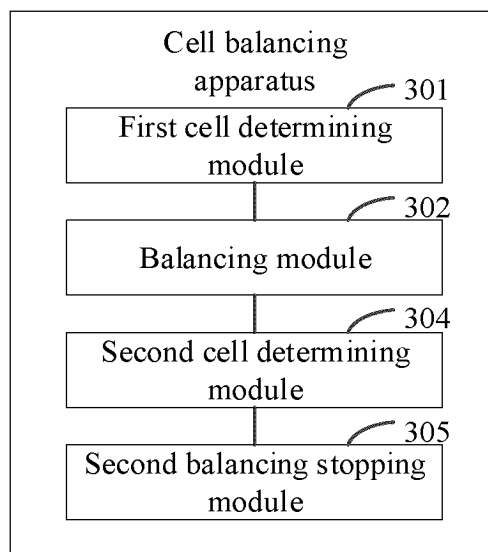 Cell balancing
apparatus
301
First cell determining
module
302
Balancing module
304
Second cell determining
module
305
Second balancing stopping
module